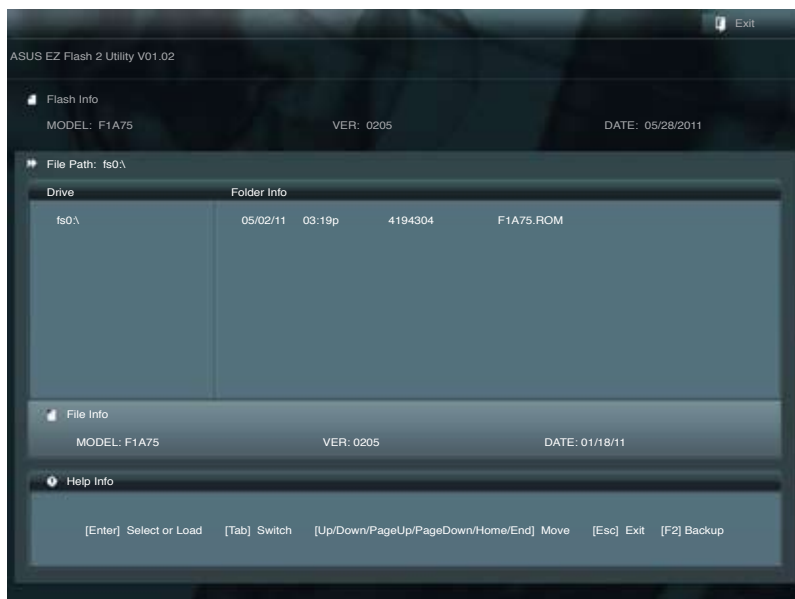 Exit
ASUS EZ Flash 2 Utility V01.02
Flash Info
MODEL: F1A75 VER: 0205 DATE: 05/28/2011
File Path: fs0:\
Drive Folder Info
fs0:\ 05/02/11 03:19p 4194304 F1A75.ROM
File Info
MODEL: F1A75 VER: 0205 DATE: 01/18/11
Help Info
[Enter] Select or Load [Tab] Switch [Up/Down/PageUp/PageDown/Home/End] Move [Esc] Exit [F2] Backup